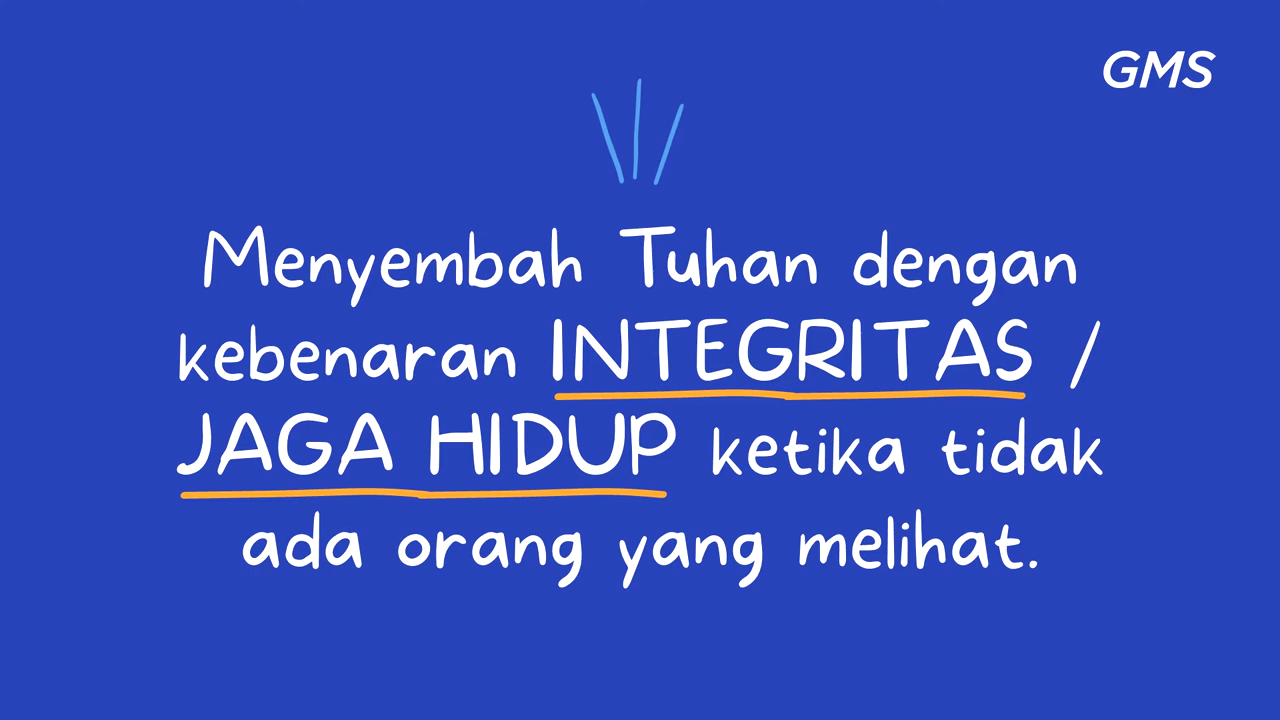 GMS
Menyembah Tuhan dengan
kebenaran INTEGRITAS /
JAGA HIDUP ketika tidak
ada orang yang melihat.